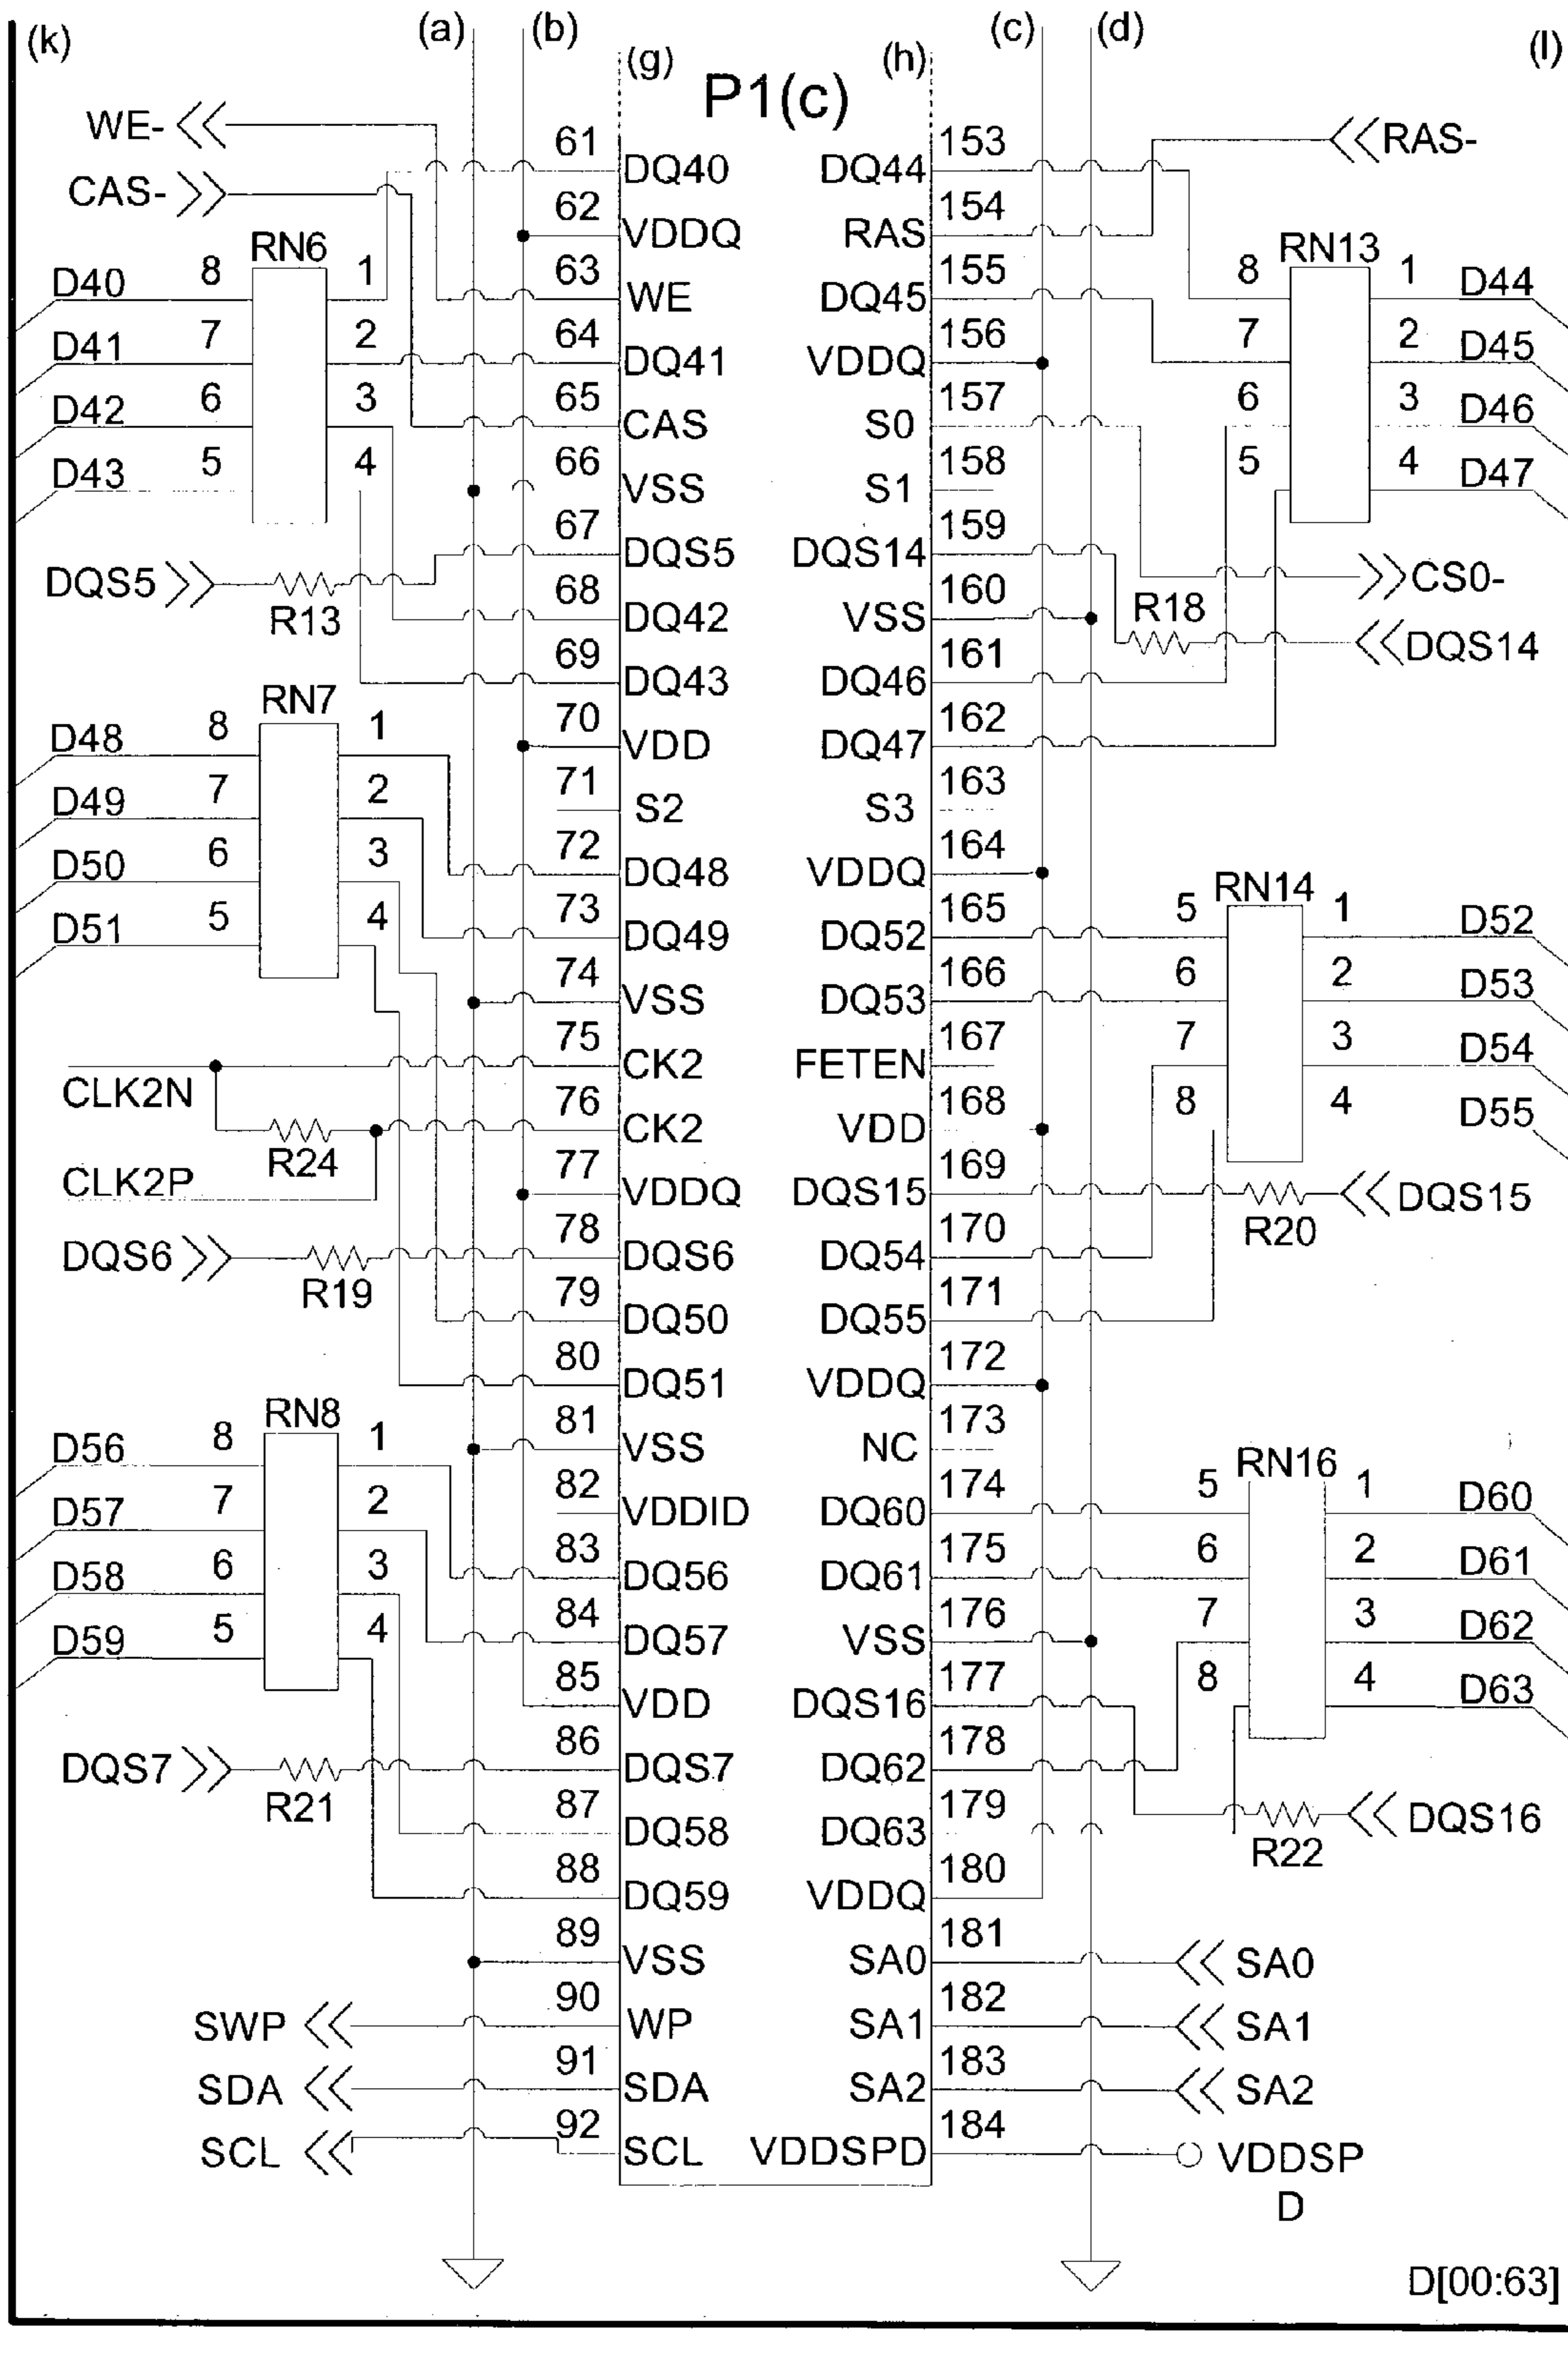 (k) (a) (b) (g) P1(c) (h) (c) (d) (l)
WE- 61 DQ40 DQ44 153 RAS-
CAS- 62 VDDQ RAS 154
RN6 63 WE DQ45 155 RN13
D40 8 1 8 1 D44
64 DQ41 VDDQ 156
D41 7 2 7 2 D45
65 CAS S0 157
D42 6 3 6 3 D46
66 VSS S1 158
D43 5 4 5 4 D47
67 DQS5 DQS14 159
DQS5 R13 CS0-
68 DQ42 VSS 160 R18
DQS14
69 DQ43 DQ46 161
RN7
70 VDD DQ47 162
D48 8 1
71 S2 S3 163
D49 7 2
72 DQ48 VDDQ 164
D50 6 3 RN14
73 DQ49 DQ52 165 5 1 D52
D51 5 4
74 VSS DQ53 166 6 2 D53
75 CK2 FETEN 167 7 3 D54
CLK2N
76 CK2 VDD 168 8 4 D55
R24
CLK2P
77 VDDQ DQS15 169 DQS15
R20
78 DQS6 DQ54 170
DQS6 R19
79 DQ50 DQ55 171
80 DQ51 VDDQ 172
RN8
81 VSS NC 173
D56 8 1 RN16
82 VDDID DQ60 174 5 1 D60
D57 7 2
83 DQ56 DQ61 175 6 2 D61
D58 6 3
84 DQ57 VSS 176 7 3 D62
D59 5 4
85 VDD DQS16 177 8 4 D63
86 DQS7 DQ62 178
DQS7 R21
87 DQ58 DQ63 179 DQS16
R22
88 DQ59 VDDQ 180
89 VSS SA0 181 SA0
SWP 90 WP SA1 182 SA1
SDA 91 SDA SA2 183 SA2
SCL 92 SCL VDDSPD 184 VDDSP
D
D[00:63]